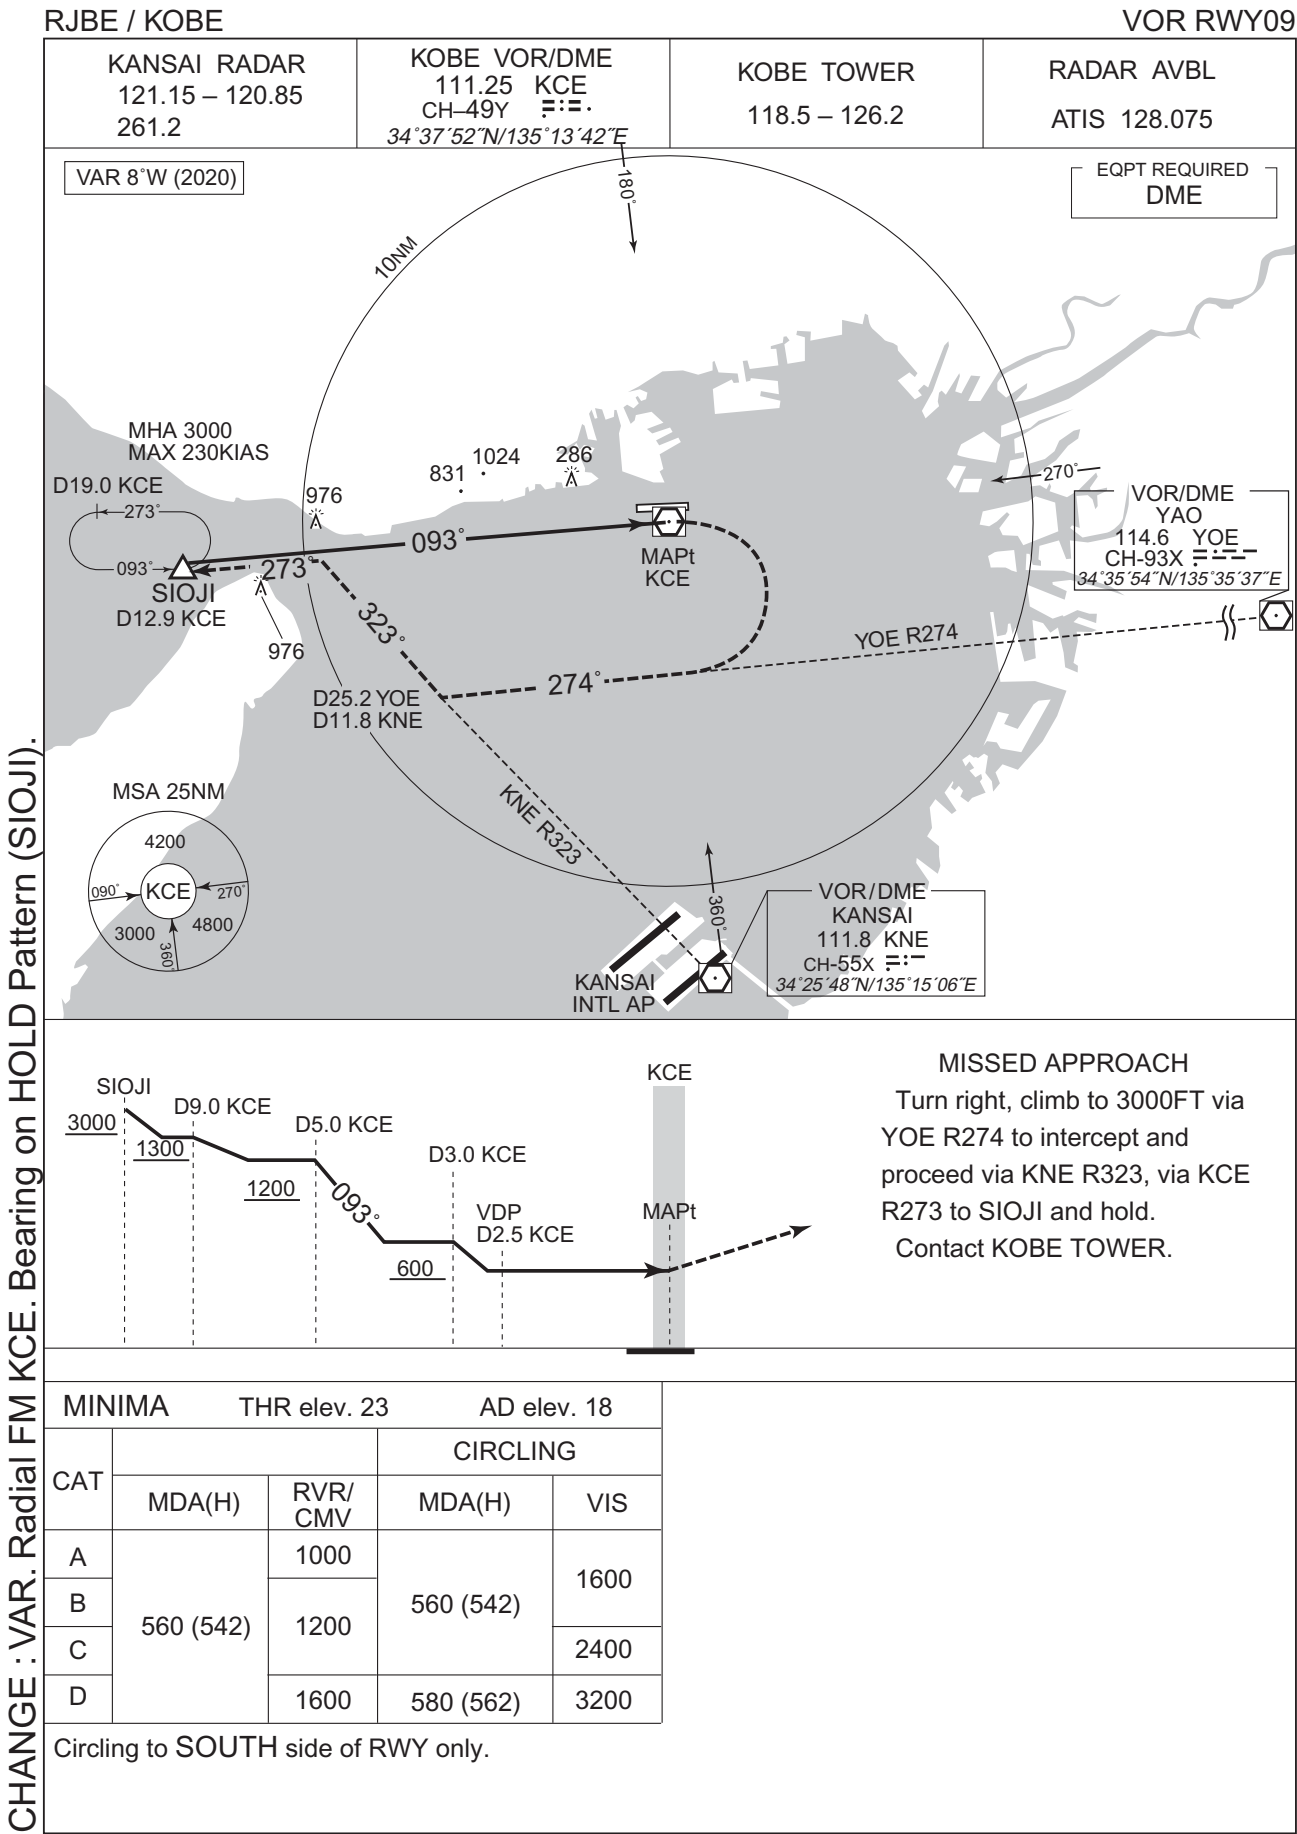 RJBE / KOBE
VOR RWY09
KANSAI RADAR
121.15 – 120.85
261.2
KOBE VOR/DME
111.25 KCE
CH–49Y
34˚37´52˝N/135˚13´42˝E
KOBE TOWER
118.5 – 126.2
RADAR AVBL
ATIS 128.075
VAR 8˚W (2020)
EQPT REQUIRED
DME
180˚
10NM
MHA 3000
MAX 230KIAS
D19.0 KCE
273˚
093˚
SIOJI
D12.9 KCE
976
831
1024
286
093˚
273˚
976
MAPt
KCE
270˚
VOR/DME
YAO
114.6 YOE
CH-93X
34˚35´54˝N/135˚35´37˝E
323˚
274˚
YOE R274
D25.2 YOE
D11.8 KNE
KNE R323
MSA 25NM
4200
090˚
KCE
270˚
3000
4800
360˚
360˚
VOR/DME
KANSAI
111.8 KNE
CH-55X
34˚25´48˝N/135˚15´06˝E
KANSAI
INTL AP
SIOJI
3000
D9.0 KCE
1300
D5.0 KCE
1200
093˚
D3.0 KCE
600
VDP
D2.5 KCE
KCE
MAPt
MISSED APPROACH
Turn right, climb to 3000FT via
YOE R274 to intercept and
proceed via KNE R323, via KCE
R273 to SIOJI and hold.
Contact KOBE TOWER.
MINIMA THR elev. 23 AD elev. 18
CAT
CIRCLING
MDA(H)
RVR/
CMV
MDA(H)
VIS
A
B
C
D
560 (542)
1000
1200
1600
560 (542)
580 (562)
1600
2400
3200
Circling to SOUTH side of RWY only.
CHANGE : VAR. Radial FM KCE. Bearing on HOLD Pattern (SIOJI).